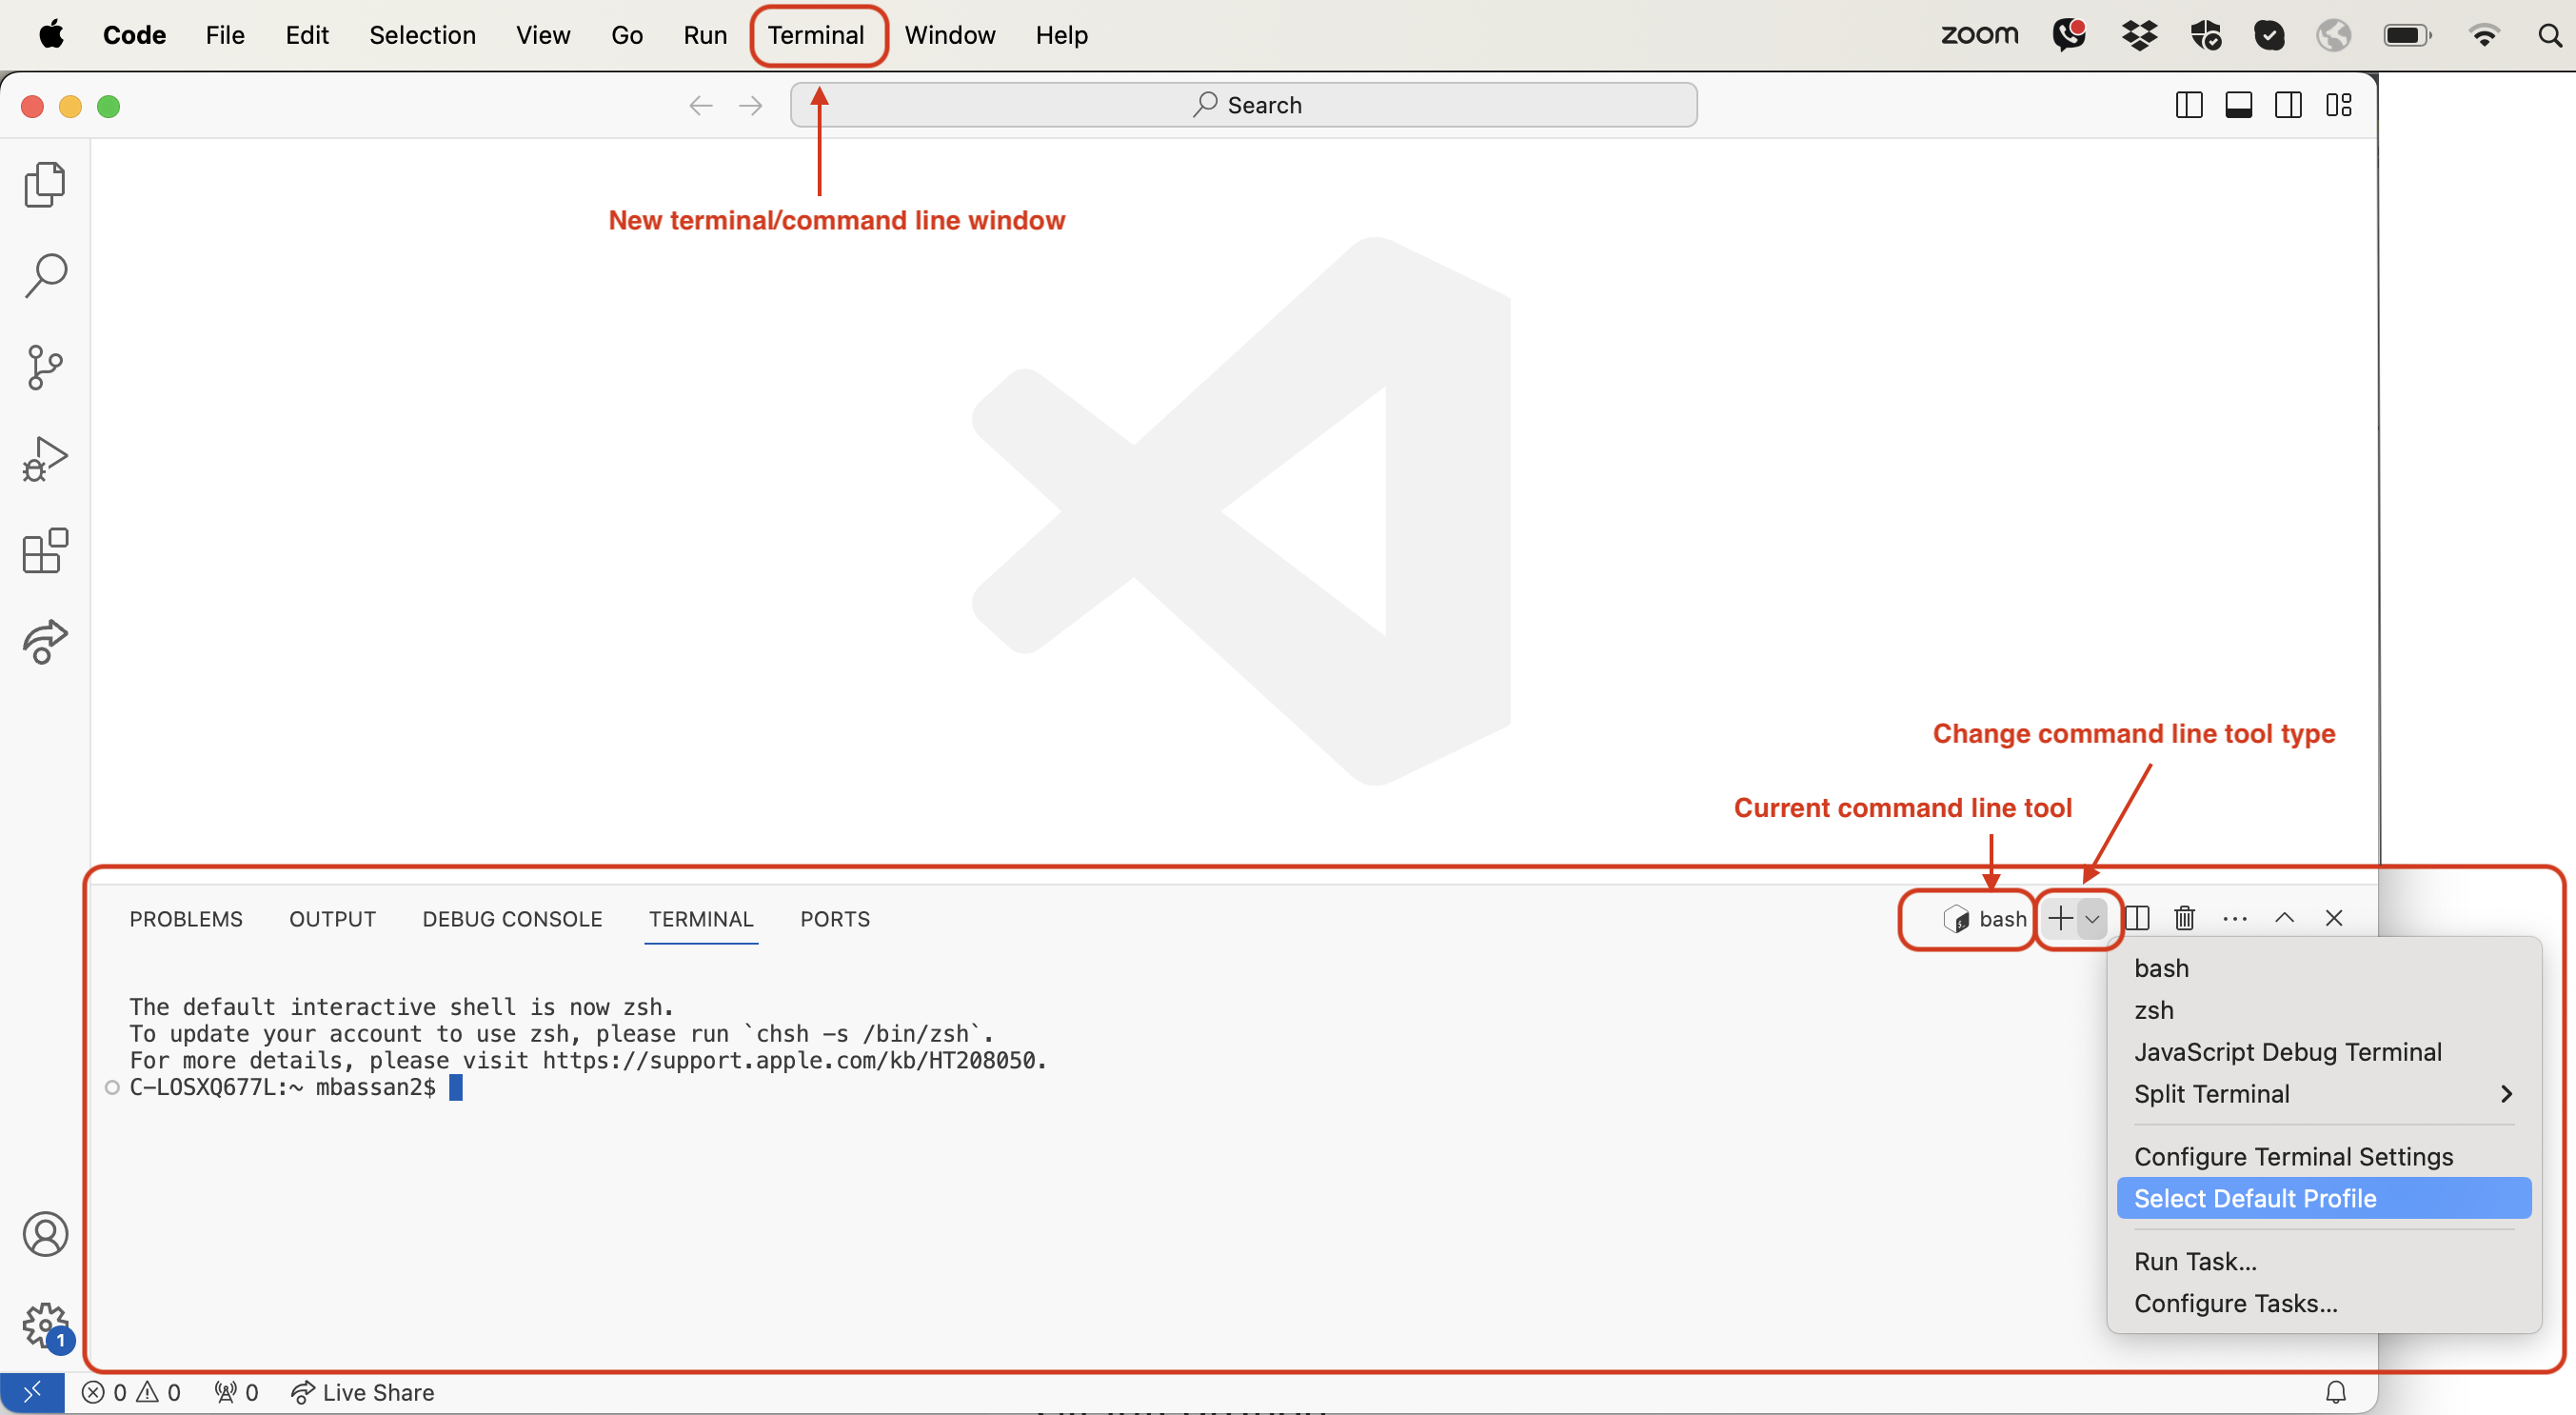 Code File Edit Selection View Go Run Terminal Window Help zoom
Search
New terminal/command line window
Change command line tool type
Current command line tool
PROBLEMS OUTPUT DEBUG CONSOLE TERMINAL PORTS bash
The default interactive shell is now zsh.
To update your account to use zsh, please run `chsh -s /bin/zsh`.
For more details, please visit https://support.apple.com/kb/HT208050.
C-LOSXQ677L:~ mbassan2$
bash
zsh
JavaScript Debug Terminal
Split Terminal
Configure Terminal Settings
Select Default Profile
Run Task...
Configure Tasks...
1
0 0 0 Live Share